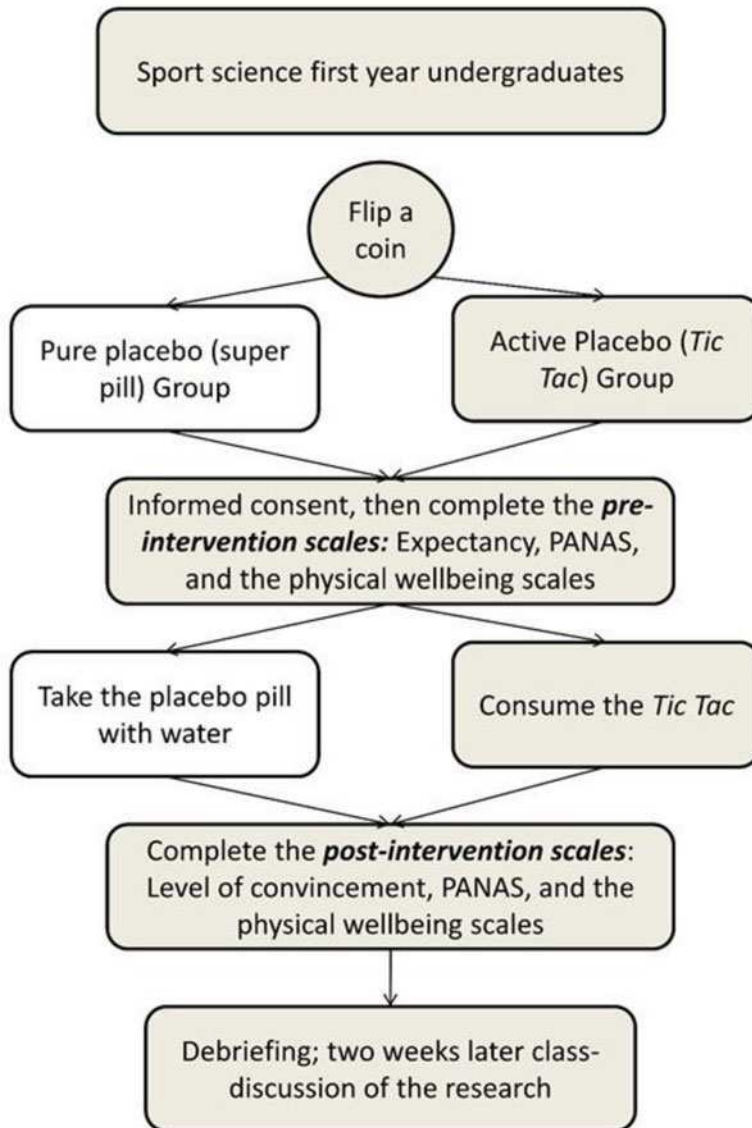 Sport science first year undergraduates
Flip a
coin
Pure placebo (super
pill) Group
Active Placebo (Tic
Tac) Group
Informed consent, then complete the pre-
intervention scales: Expectancy, PANAS,
and the physical wellbeing scales
Take the placebo pill
with water
Consume the Tic Tac
Complete the post-intervention scales:
Level of convincement, PANAS, and the
physical wellbeing scales
Debriefing; two weeks later class-
discussion of the research